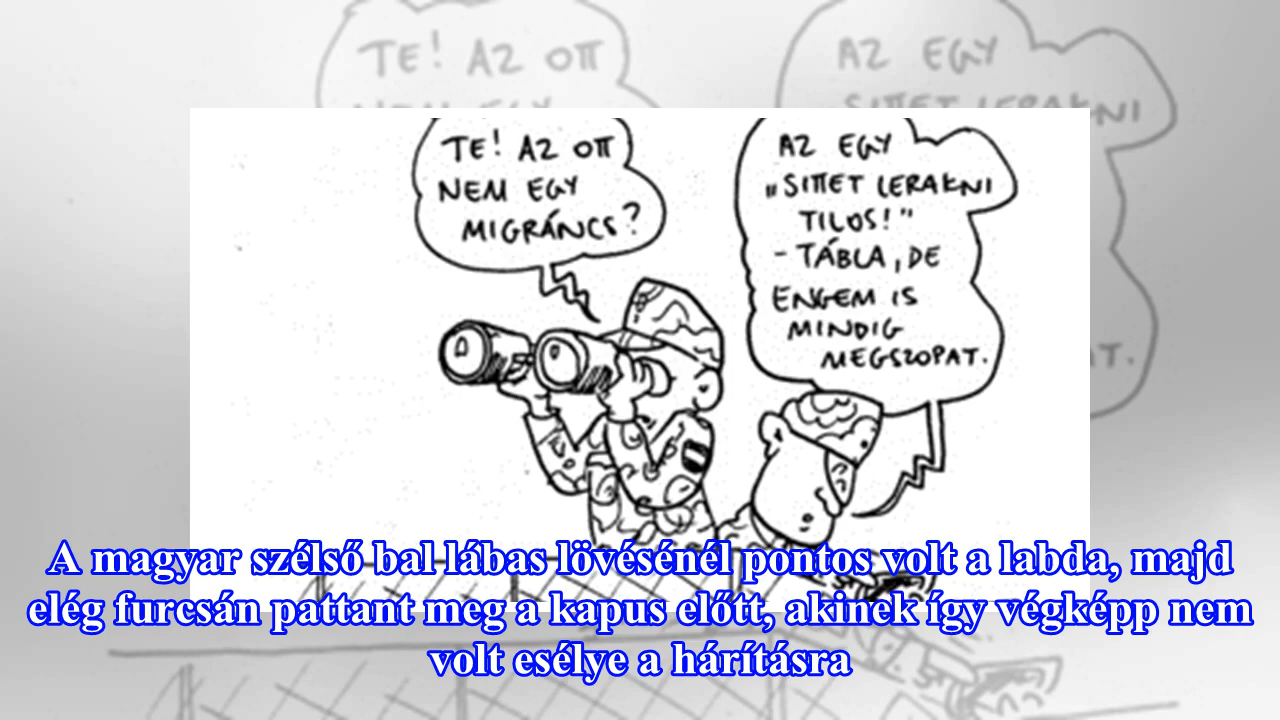 TE! AZ OTT
NEM EGY
MIGRÁNCS?
AZ EGY
„SITTET LERAKNI
TILOS!”
- TÁBLA, DE
ENGEM IS
MINDIG
MEGSZOPAT.
A magyar szélső bal lábas lövésénél pontos volt a labda, majd
elég furcsán pattant meg a kapus előtt, akinek így végképp nem
volt esélye a hárításra